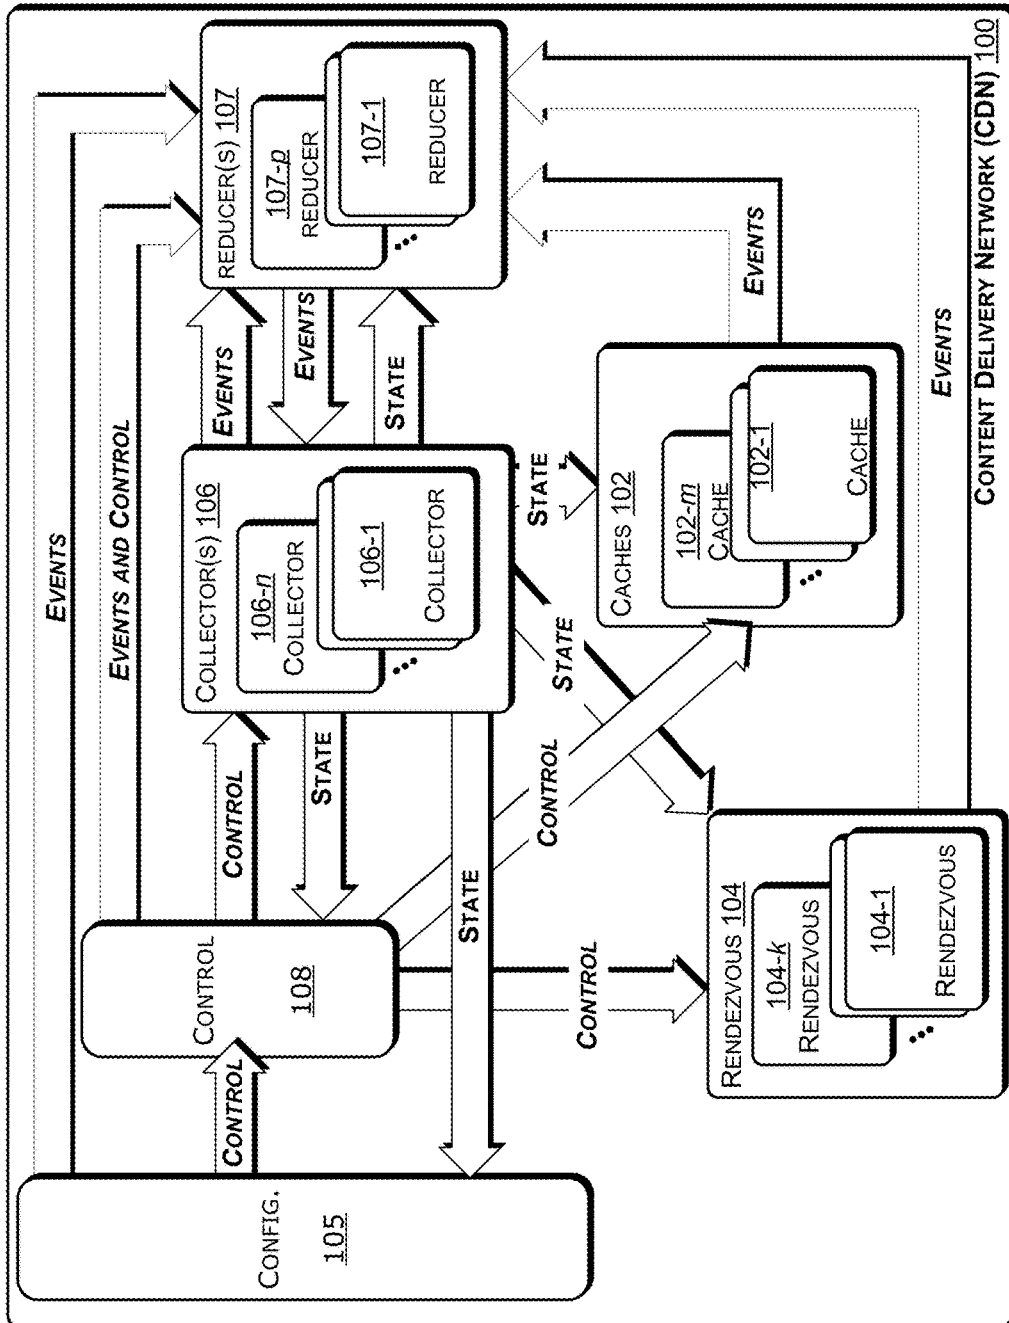 EVENTS
EVENTS AND CONTROL
CONFIG.
105
CONTROL
CONTROL
108
CONTROL
STATE
COLLECTOR(S) 106
106-n
COLLECTOR
106-1
COLLECTOR
...
EVENTS
EVENTS
STATE
REDUCER(S) 107
107-p
REDUCER
107-1
REDUCER
...
STATE
CONTROL
CONTROL
STATE
STATE
CACHES 102
102-m
CACHE
102-1
CACHE
...
EVENTS
RENDEZVOUS 104
104-k
RENDEZVOUS
104-1
RENDEZVOUS
...
EVENTS
CONTENT DELIVERY NETWORK (CDN) 100